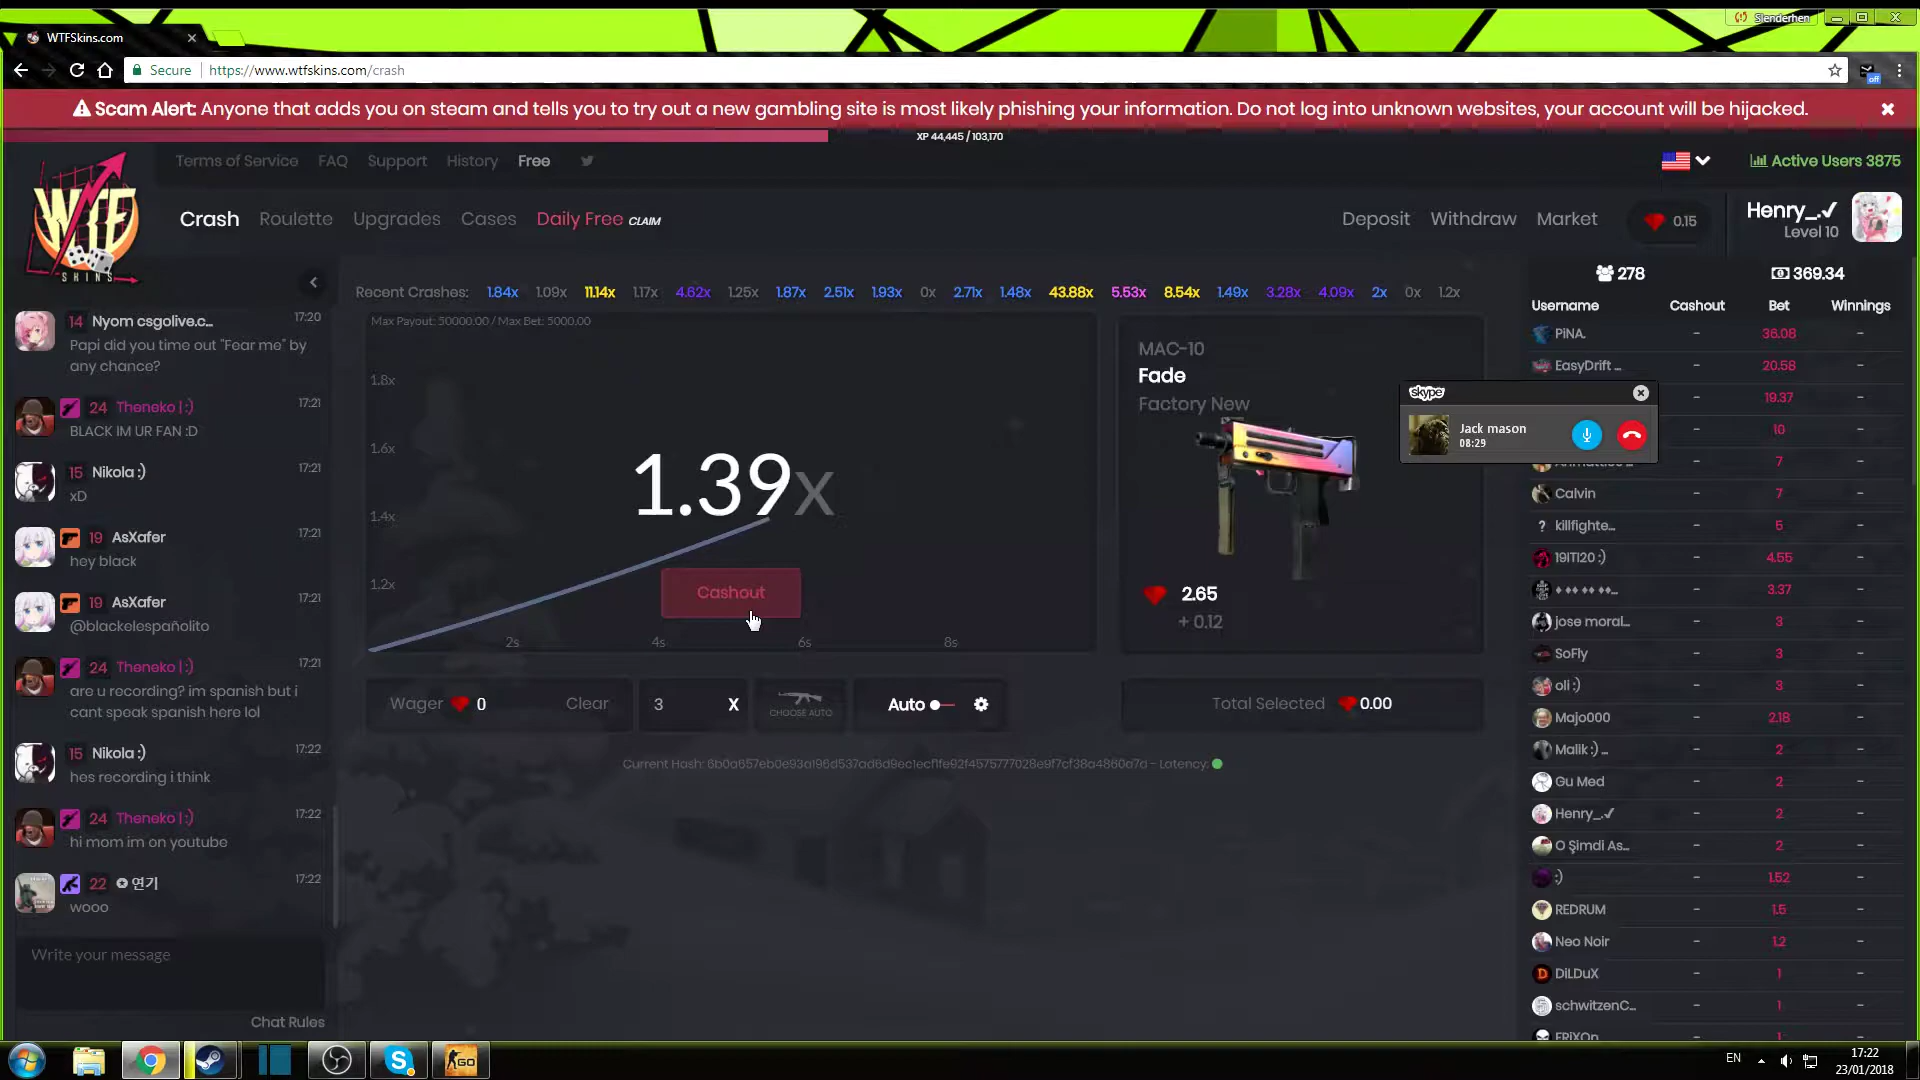 Slenderhen
WTFSkins.com
Secure https://www.wtfskins.com/crash
Scam Alert: Anyone that adds you on steam and tells you to try out a new gambling site is most likely phishing your information. Do not log into unknown websites, your account will be hijacked.
XP 44,445 / 103,170
Terms of Service FAQ Support History Free
Active Users 3875
WTF
SKINS
Crash Roulette Upgrades Cases Daily Free CLAIM
Deposit Withdraw Market 0.15
Henry_.✓
Level 10
Recent Crashes: 1.84x 1.09x 11.14x 1.17x 4.62x 1.25x 1.87x 2.51x 1.93x 0x 2.71x 1.48x 43.88x 5.53x 8.54x 1.49x 3.28x 4.09x 2x 0x 1.2x
14 Nyom csgolive.c... 17:20
Papi did you time out "Fear me" by
any chance?
24 Theneko | :) 17:21
BLACK IM UR FAN :D
15 Nikola :) 17:21
xD
19 AsXafer 17:21
hey black
19 AsXafer 17:21
@blackelespañolito
24 Theneko | :) 17:21
are u recording? im spanish but i
cant speak spanish here lol
15 Nikola :) 17:22
hes recording i think
24 Theneko | :) 17:22
hi mom im on youtube
22 ✪ 연기 17:22
wooo
Write your message
Chat Rules
Max Payout: 50000.00 / Max Bet: 5000.00
1.8x
1.6x
1.4x
1.2x
1.39x
Cashout
2s 4s 6s 8s
MAC-10
Fade
Factory New
2.65
+ 0.12
Wager 0 Clear 3 X CHOOSE AUTO Auto
Total Selected 0.00
Latency:
278 369.34
Username Cashout Bet Winnings
PiNA. - 36.08 -
EasyDrift ... - 20.58 -
19.37 -
10 -
7 -
Calvin - 7 -
killfighte... - 5 -
19ITI20 :) - 4.55 -
♦ ♦♦ ♦♦ ♦♦... - 3.37 -
jose moral... - 3 -
SoFly - 3 -
oli :) - 3 -
Majo000 - 2.18 -
Malik :) ... - 2 -
Gu Med - 2 -
Henry_.✓ - 2 -
O Şimdi As... - 2 -
:) - 1.52 -
REDRUM - 1.5 -
Neo Noir - 1.2 -
DiLDuX - 1 -
schwitzenC... - 1 -
skype
Jack mason
08:29
GO
EN
17:22
23/01/2018